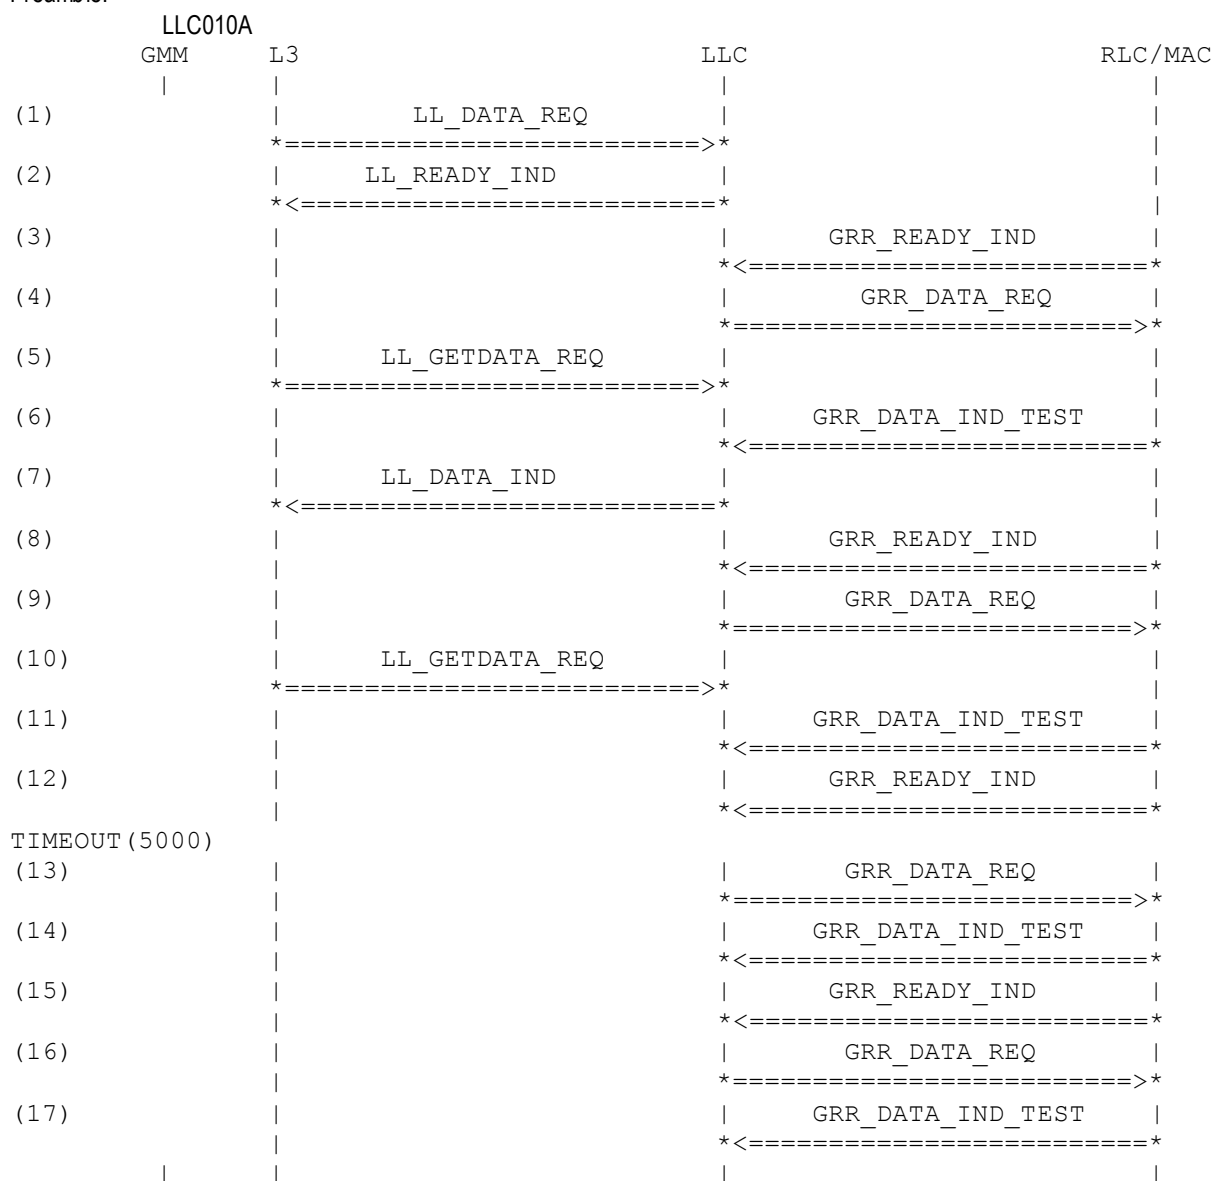 LLC010A
GMM L3 LLC RLC/MAC
| | | |
(1) | LL_DATA_REQ | |
*==========================>* |
(2) | LL_READY_IND | |
*<==========================* |
(3) | | GRR_READY_IND |
| *<=========================*
(4) | | GRR_DATA_REQ |
| *=========================>*
(5) | LL_GETDATA_REQ | |
*==========================>* |
(6) | | GRR_DATA_IND_TEST |
| *<=========================*
(7) | LL_DATA_IND | |
*<==========================* |
(8) | | GRR_READY_IND |
| *<=========================*
(9) | | GRR_DATA_REQ |
| *=========================>*
(10) | LL_GETDATA_REQ | |
*==========================>* |
(11) | | GRR_DATA_IND_TEST |
| *<=========================*
(12) | | GRR_READY_IND |
| *<=========================*
TIMEOUT(5000)
(13) | | GRR_DATA_REQ |
| *=========================>*
(14) | | GRR_DATA_IND_TEST |
| *<=========================*
(15) | | GRR_READY_IND |
| *<=========================*
(16) | | GRR_DATA_REQ |
| *=========================>*
(17) | | GRR_DATA_IND_TEST |
| *<=========================*
| | | |